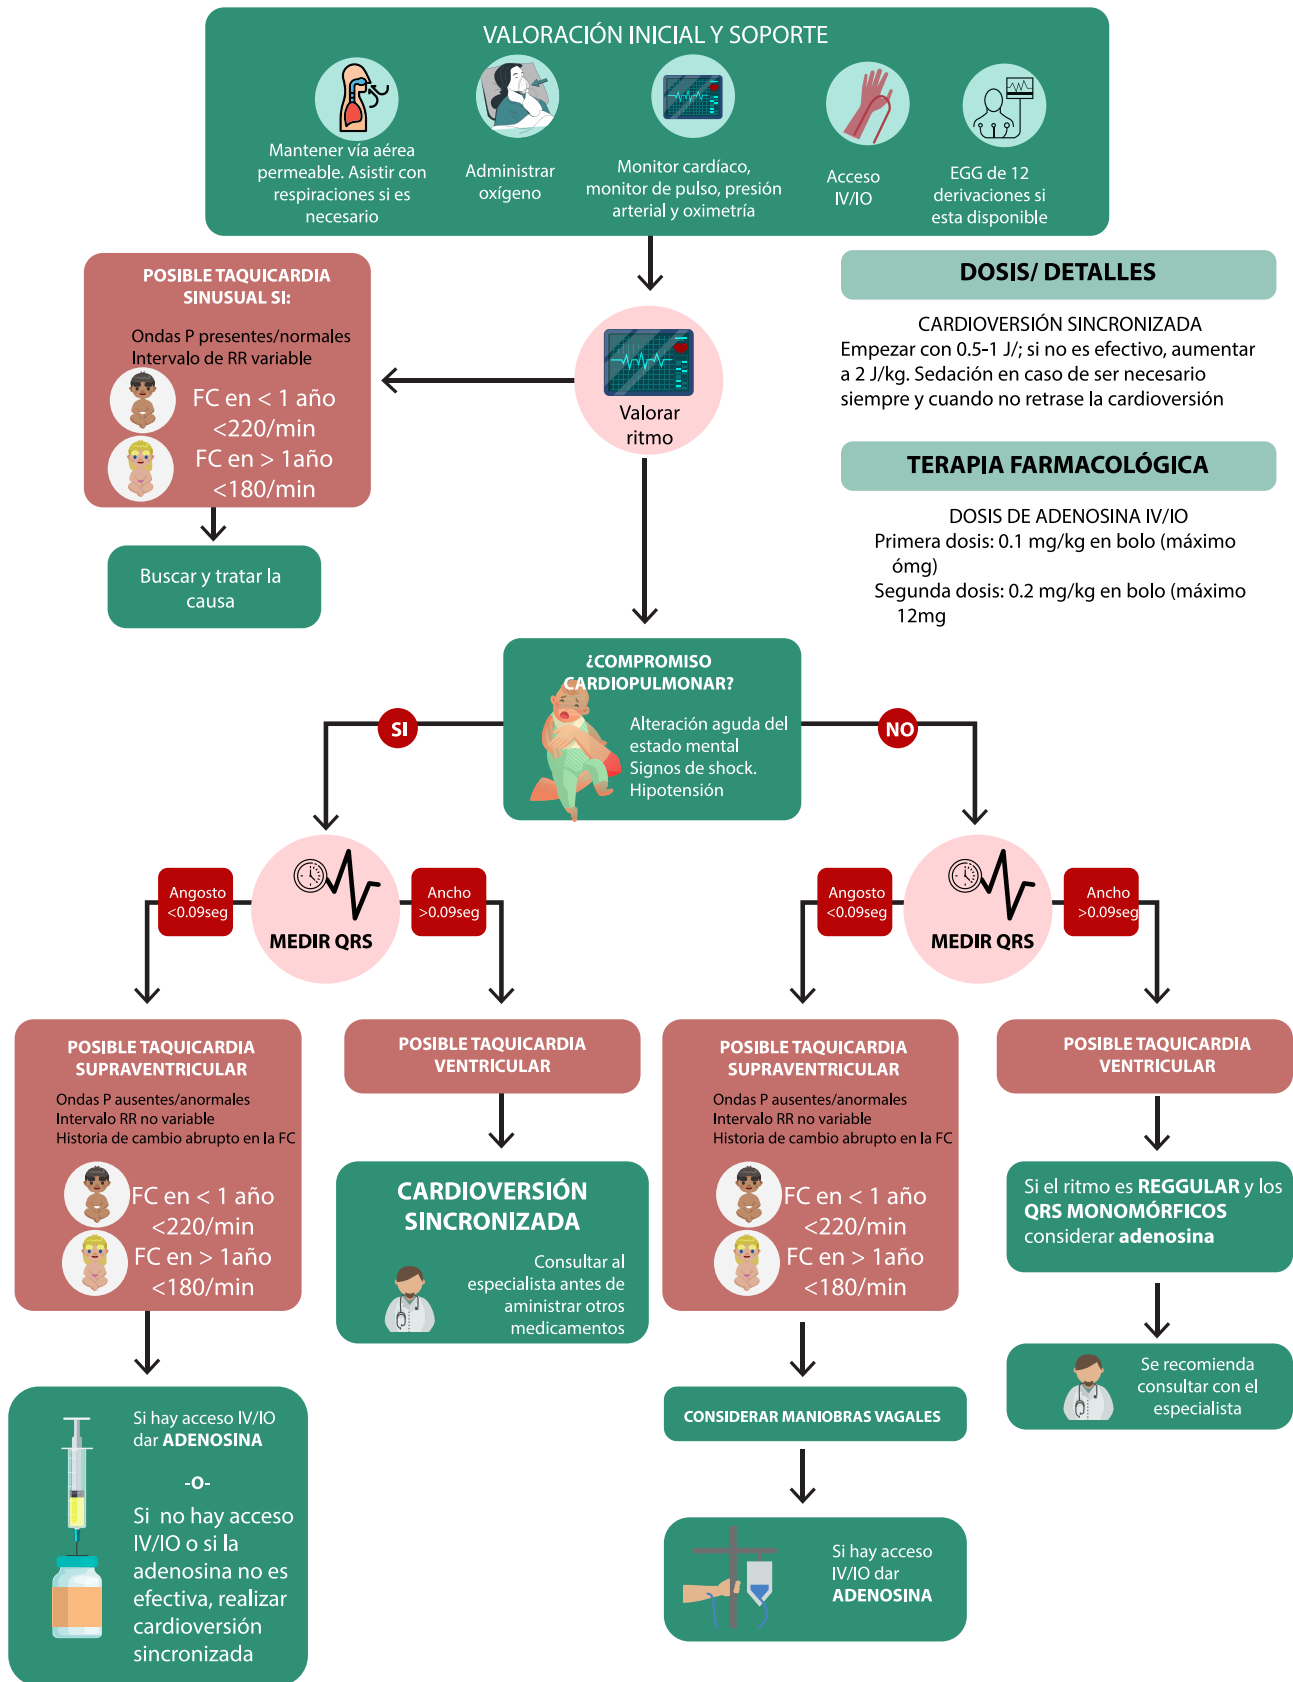 VALORACIÓN INICIAL Y SOPORTE
Mantener vía aérea
permeable. Asistir con
respiraciones si es
necesario
Administrar
oxígeno
Monitor cardíaco,
monitor de pulso, presión
arterial y oximetría
Acceso
IV/IO
EGG de 12
derivaciones si
esta disponible
POSIBLE TAQUICARDIA
SINUSUAL SI:
Ondas P presentes/normales
Intervalo de RR variable
FC en < 1 año
<220/min
FC en > 1año
<180/min
Buscar y tratar la
causa
Valorar
ritmo
DOSIS/ DETALLES
CARDIOVERSIÓN SINCRONIZADA
Empezar con 0.5-1 J/; si no es efectivo, aumentar
a 2 J/kg. Sedación en caso de ser necesario
siempre y cuando no retrase la cardioversión
TERAPIA FARMACOLÓGICA
DOSIS DE ADENOSINA IV/IO
Primera dosis: 0.1 mg/kg en bolo (máximo
ómg)
Segunda dosis: 0.2 mg/kg en bolo (máximo
12mg
¿COMPROMISO
CARDIOPULMONAR?
Alteración aguda del
estado mental
Signos de shock.
Hipotensión
SI
NO
Angosto
<0.09seg
MEDIR QRS
Ancho
>0.09seg
Angosto
<0.09seg
MEDIR QRS
Ancho
>0.09seg
POSIBLE TAQUICARDIA
SUPRAVENTRICULAR
Ondas P ausentes/anormales
Intervalo RR no variable
Historia de cambio abrupto en la FC
FC en < 1 año
<220/min
FC en > 1año
<180/min
Si hay acceso IV/IO
dar ADENOSINA
-O-
Si no hay acceso
IV/IO o si la
adenosina no es
efectiva, realizar
cardioversión
sincronizada
POSIBLE TAQUICARDIA
VENTRICULAR
CARDIOVERSIÓN
SINCRONIZADA
Consultar al
especialista antes de
aministrar otros
medicamentos
POSIBLE TAQUICARDIA
SUPRAVENTRICULAR
Ondas P ausentes/anormales
Intervalo RR no variable
Historia de cambio abrupto en la FC
FC en < 1 año
<220/min
FC en > 1año
<180/min
CONSIDERAR MANIOBRAS VAGALES
Si hay acceso
IV/IO dar
ADENOSINA
POSIBLE TAQUICARDIA
VENTRICULAR
Si el ritmo es REGGULAR y los
QRS MONOMÓRFICOS
considerar adenosina
Se recomienda
consultar con el
especialista